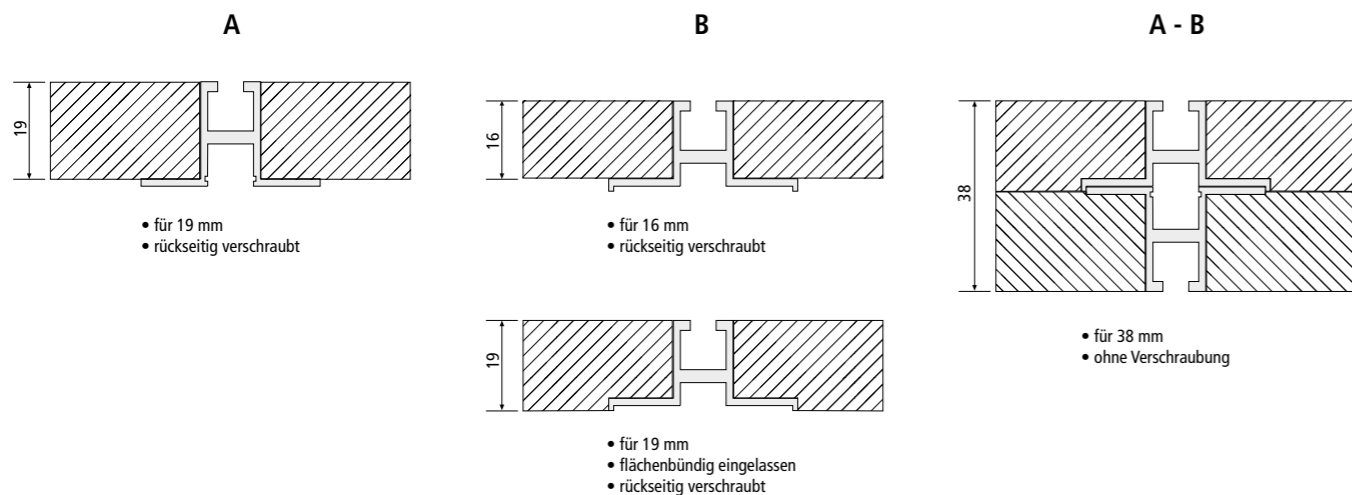 A
B
A - B
19
16
38
• für 19 mm
• rückseitig verschraubt
• für 16 mm
• rückseitig verschraubt
19
• für 38 mm
• ohne Verschraubung
• für 19 mm
• flächenbündig eingelassen
• rückseitig verschraubt